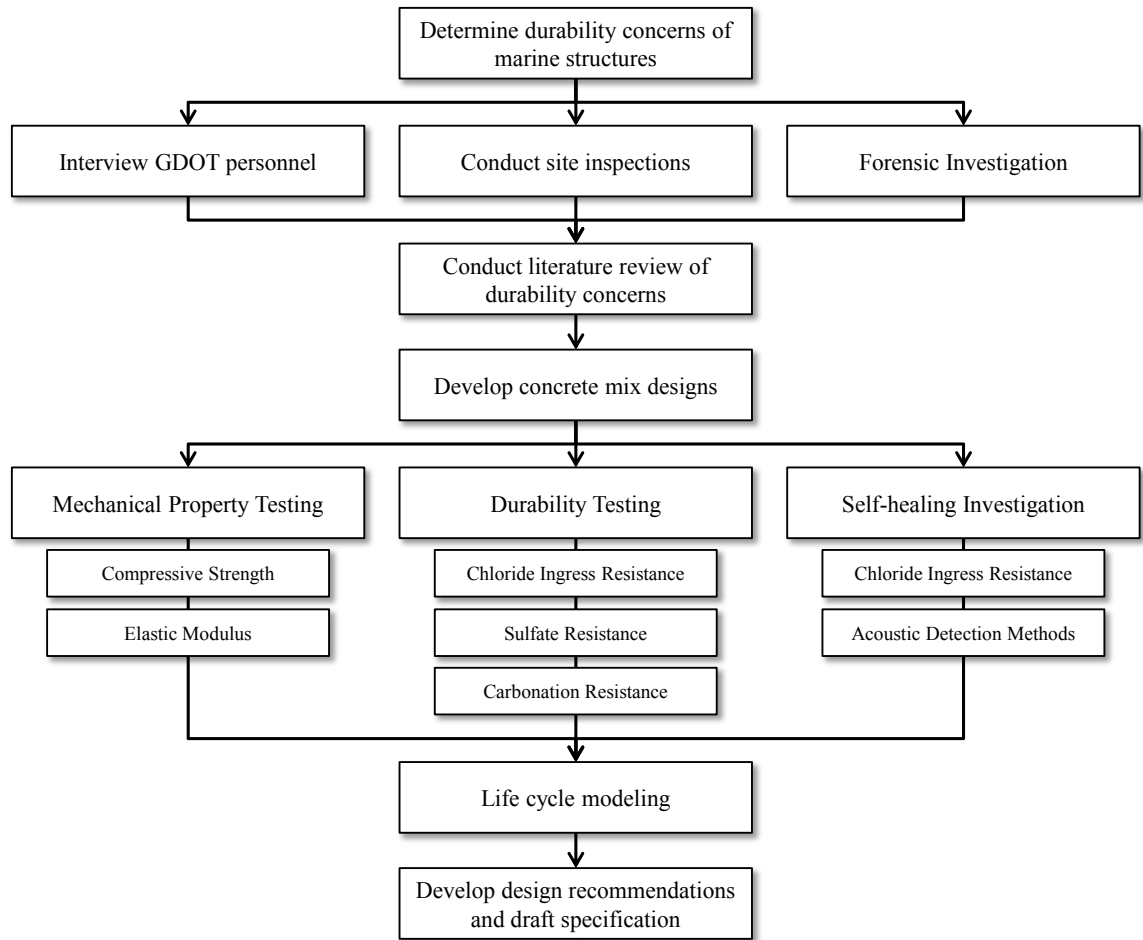 Determine durability concerns of
marine structures
Interview GDOT personnel
Conduct site inspections
Forensic Investigation
Conduct literature review of
durability concerns
Develop concrete mix designs
Mechanical Property Testing
Durability Testing
Self-healing Investigation
Compressive Strength
Chloride Ingress Resistance
Chloride Ingress Resistance
Elastic Modulus
Sulfate Resistance
Acoustic Detection Methods
Carbonation Resistance
Life cycle modeling
Develop design recommendations
and draft specification